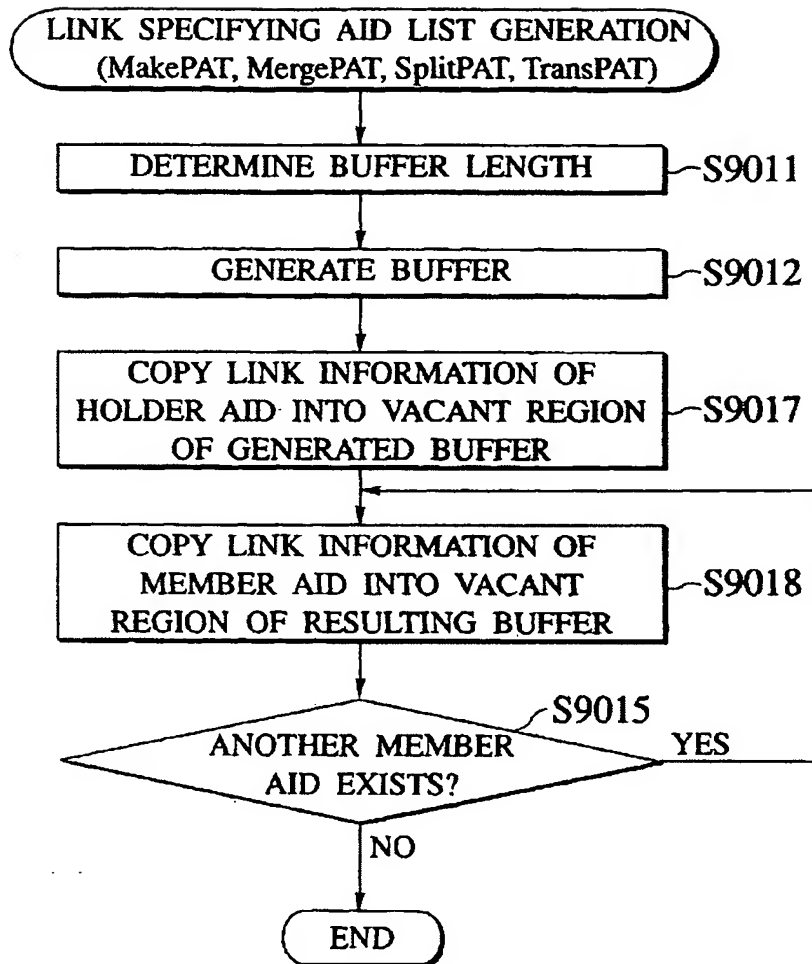 LINK SPECIFYING AID LIST GENERATION
(MakePAT, MergePAT, SplitPAT, TransPAT)
DETERMINE BUFFER LENGTH
S9011
GENERATE BUFFER
S9012
COPY LINK INFORMATION OF
HOLDER AID INTO VACANT REGION
OF GENERATED BUFFER
S9017
COPY LINK INFORMATION OF
MEMBER AID INTO VACANT
REGION OF RESULTING BUFFER
S9018
S9015
ANOTHER MEMBER
AID EXISTS?
YES
NO
END